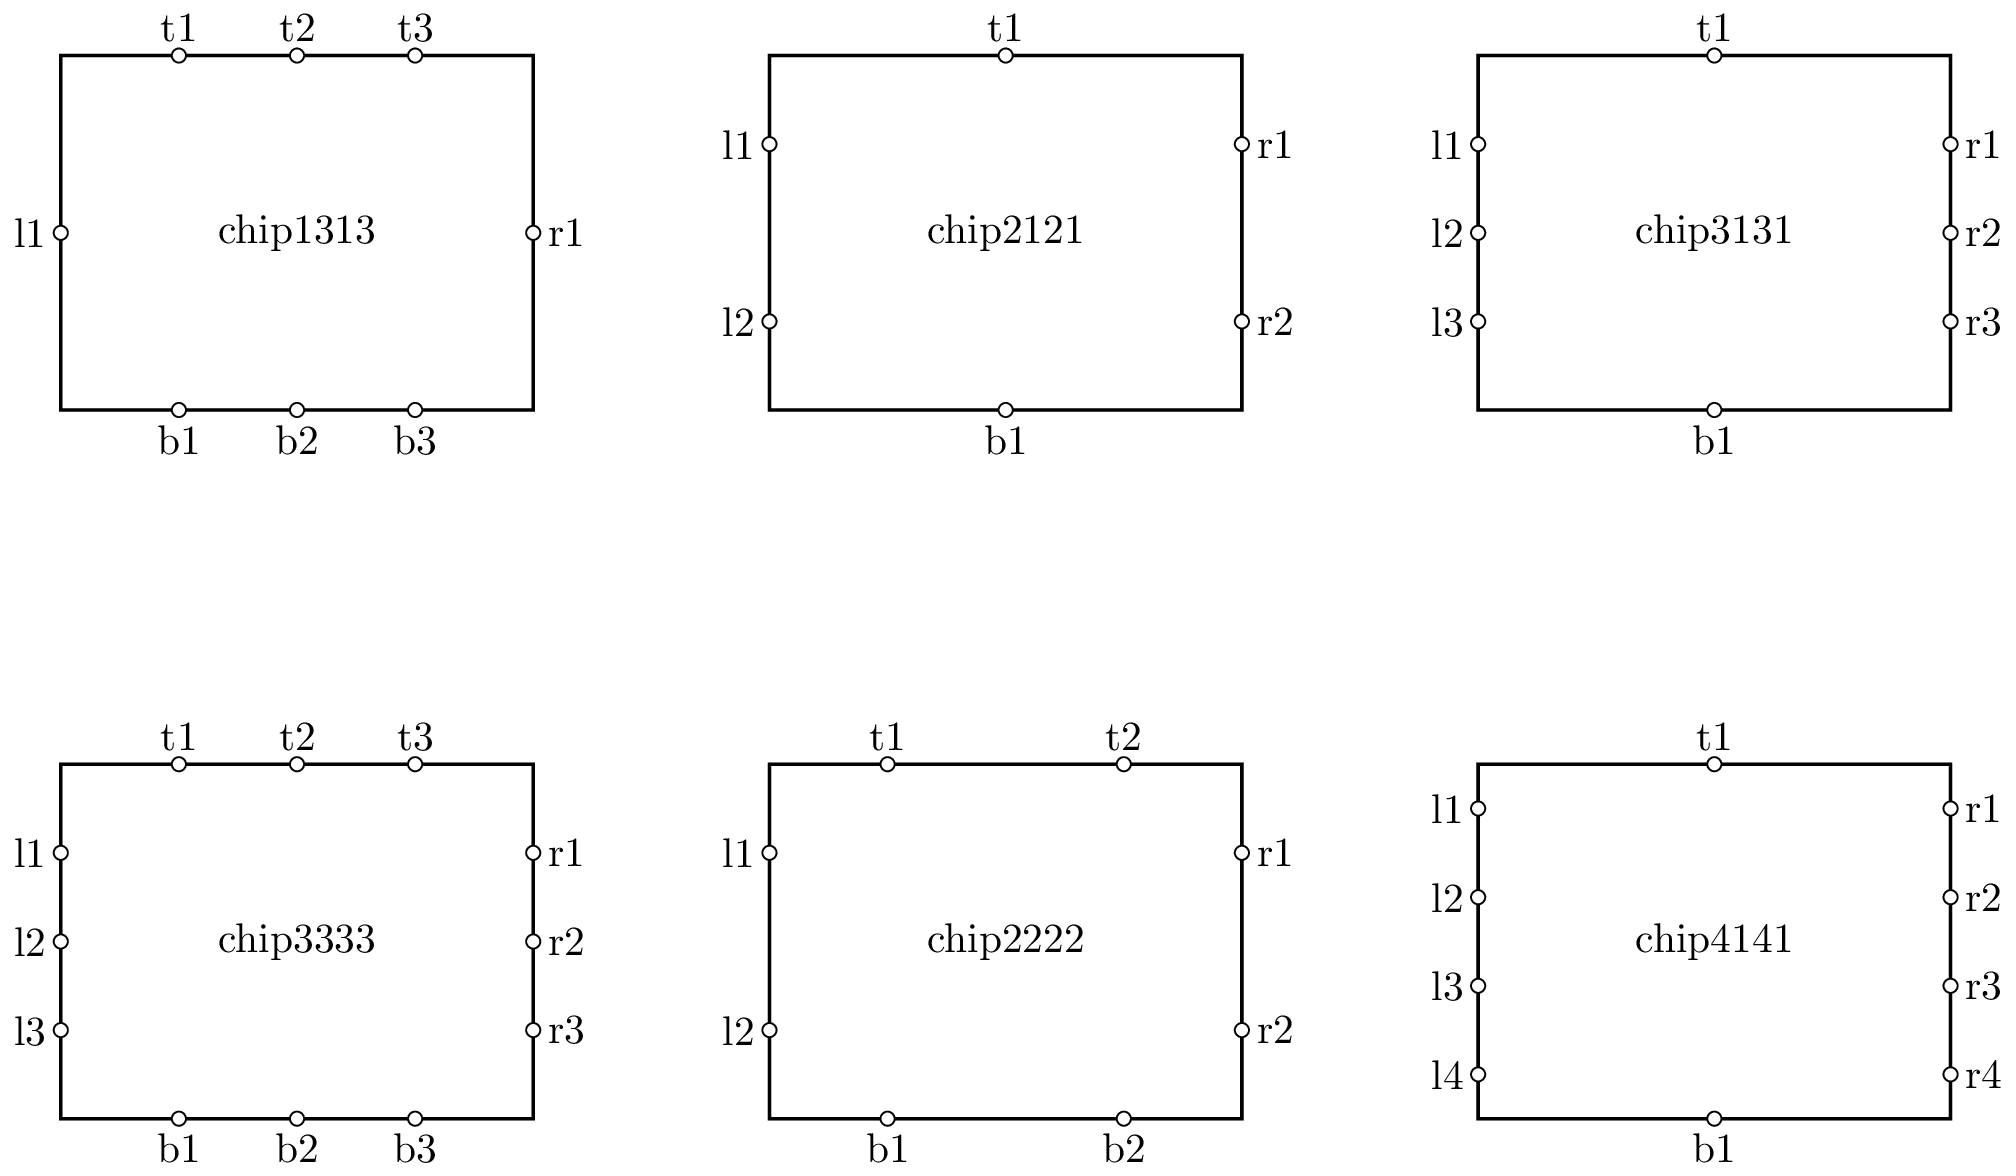 t1 t2 t3 t1 t1
l1 r1 l1 r1
l1 chip1313 r1 chip2121 l2 chip3131 r2
l2 r2 l3 r3
b1 b2 b3 b1 b1
t1 t2 t3 t1 t2 t1
l1 r1
l1 r1 l1 r1
l2 r2
l2 chip3333 r2 chip2222 chip4141
l3 r3
l3 r3 l2 r2
l4 r4
b1 b2 b3 b1 b2 b1